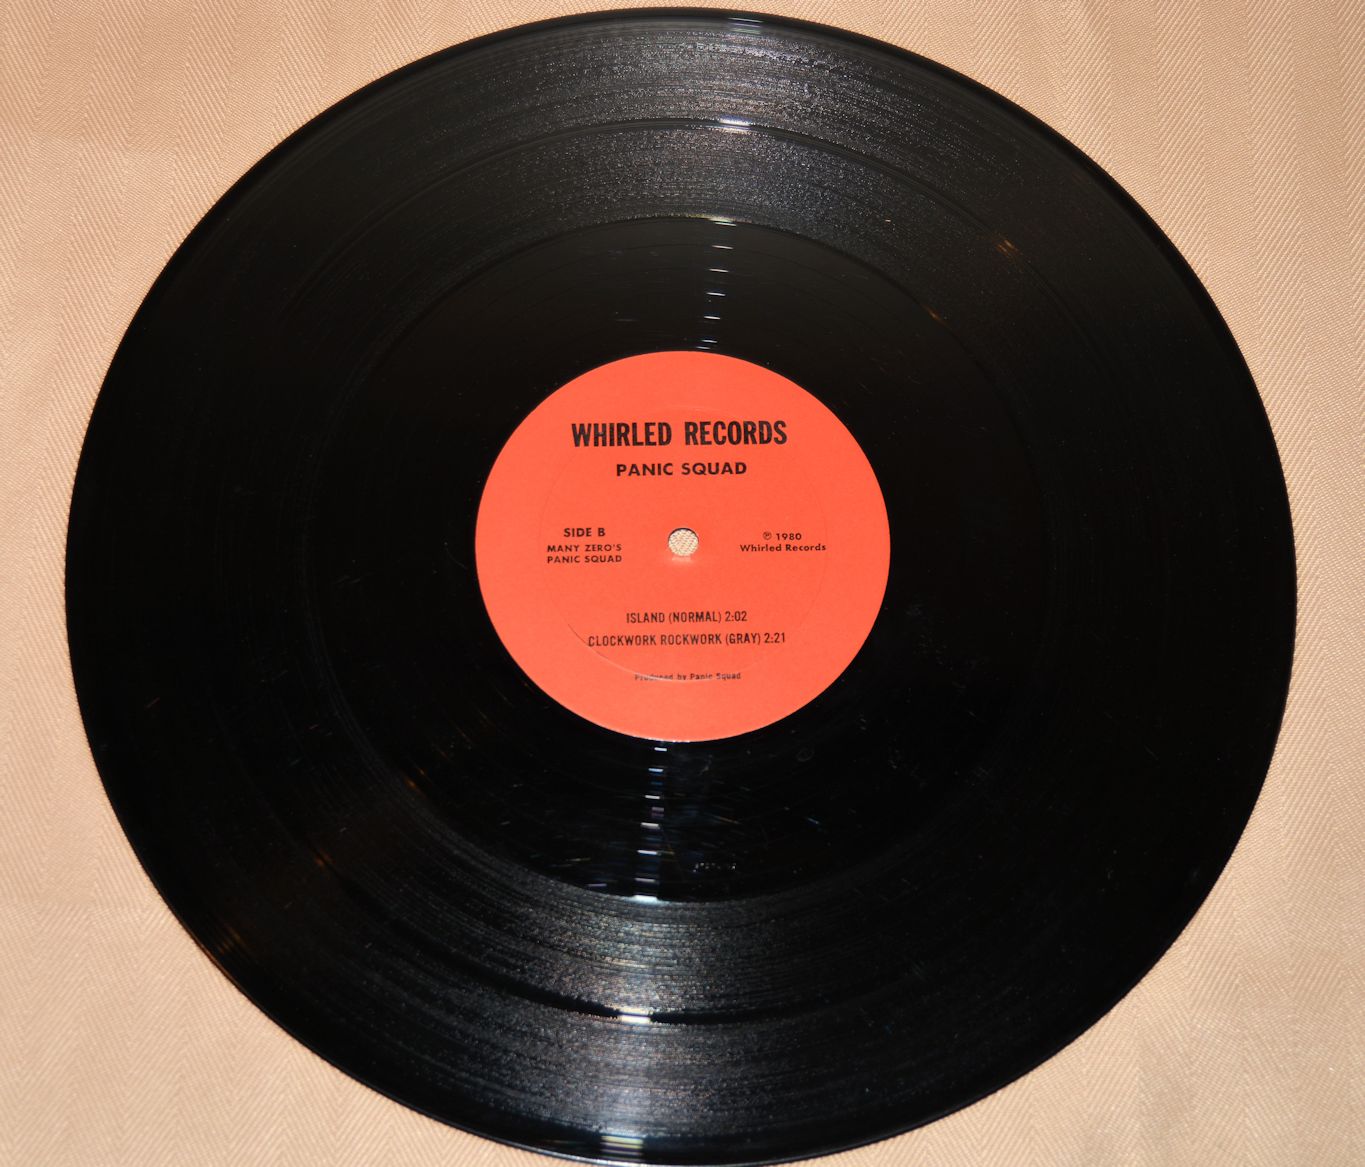 WHIRLED RECORDS
PANIC SQUAD
SIDE B
MANY ZERO'S
PANIC SQUAD
℗ 1980
Whirled Records
ISLAND (NORMAL) 2:02
CLOCKWORK ROCKWORK (GRAY) 2:21
Produced by Panic Squad